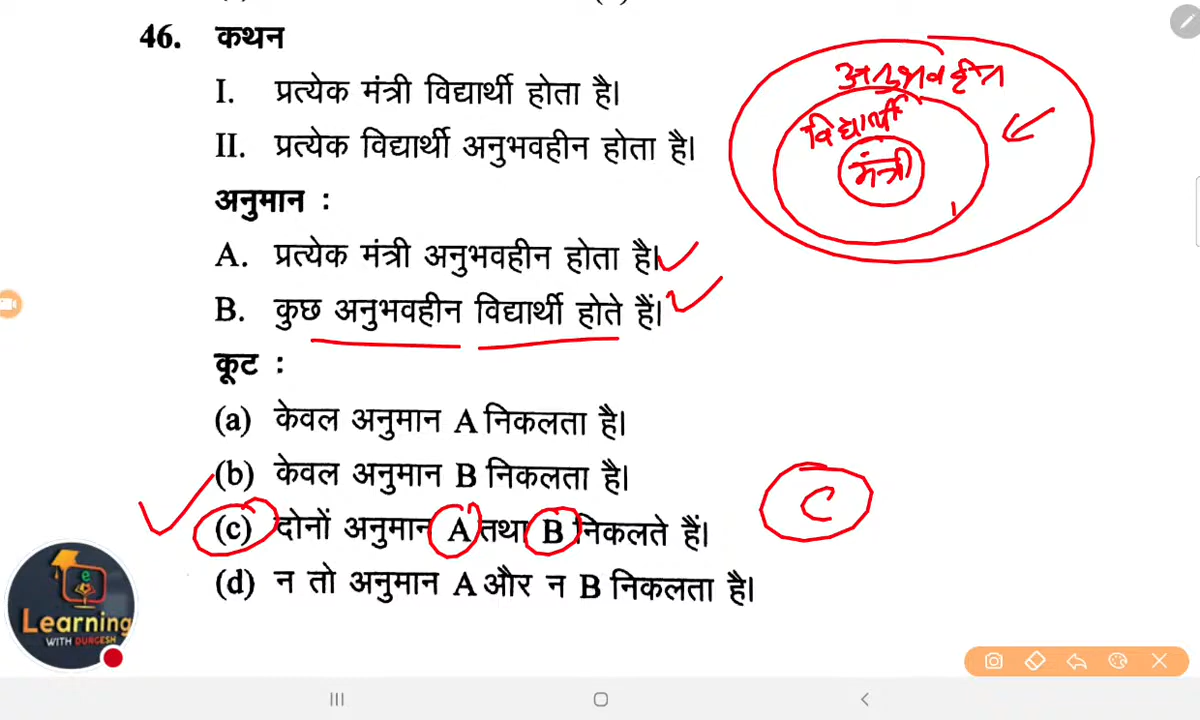 46. कथन
I. प्रत्येक मंत्री विद्यार्थी होता है।
II. प्रत्येक विद्यार्थी अनुभवहीन होता है।
अनुमान :
A. प्रत्येक मंत्री अनुभवहीन होता है।
B. कुछ अनुभवहीन विद्यार्थी होते हैं।
कूट :
(a) केवल अनुमान A निकलता है।
(b) केवल अनुमान B निकलता है।
(c) दोनों अनुमान A तथा B निकलते हैं।
(d) न तो अनुमान A और न B निकलता है।
अनुभवहीन
विद्यार्थी
मंत्री
C
e
Learning
WITH DURGESH